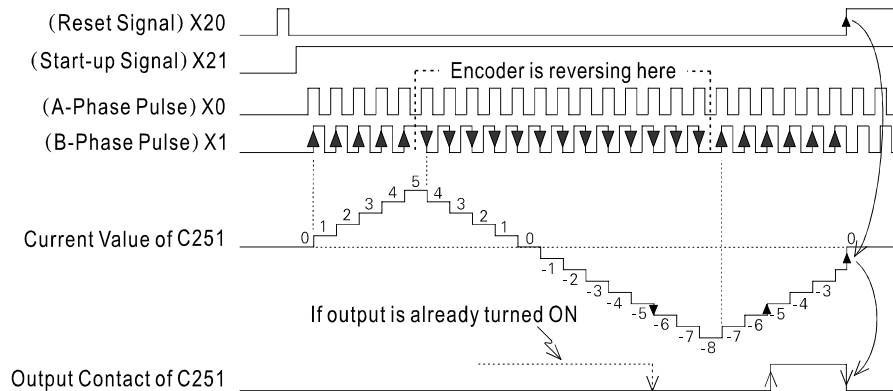 (Reset Signal) X20
(Start-up Signal) X21
Encoder is reversing here
(A-Phase Pulse) X0
(B-Phase Pulse) X1
Current Value of C251
0 1 2 3 4 5 4 3 2 1 0
-1 -2 -3 -4 -5 -6 -7 -8 -7 -6 -5 -4 -3 0
If output is already turned ON
Output Contact of C251